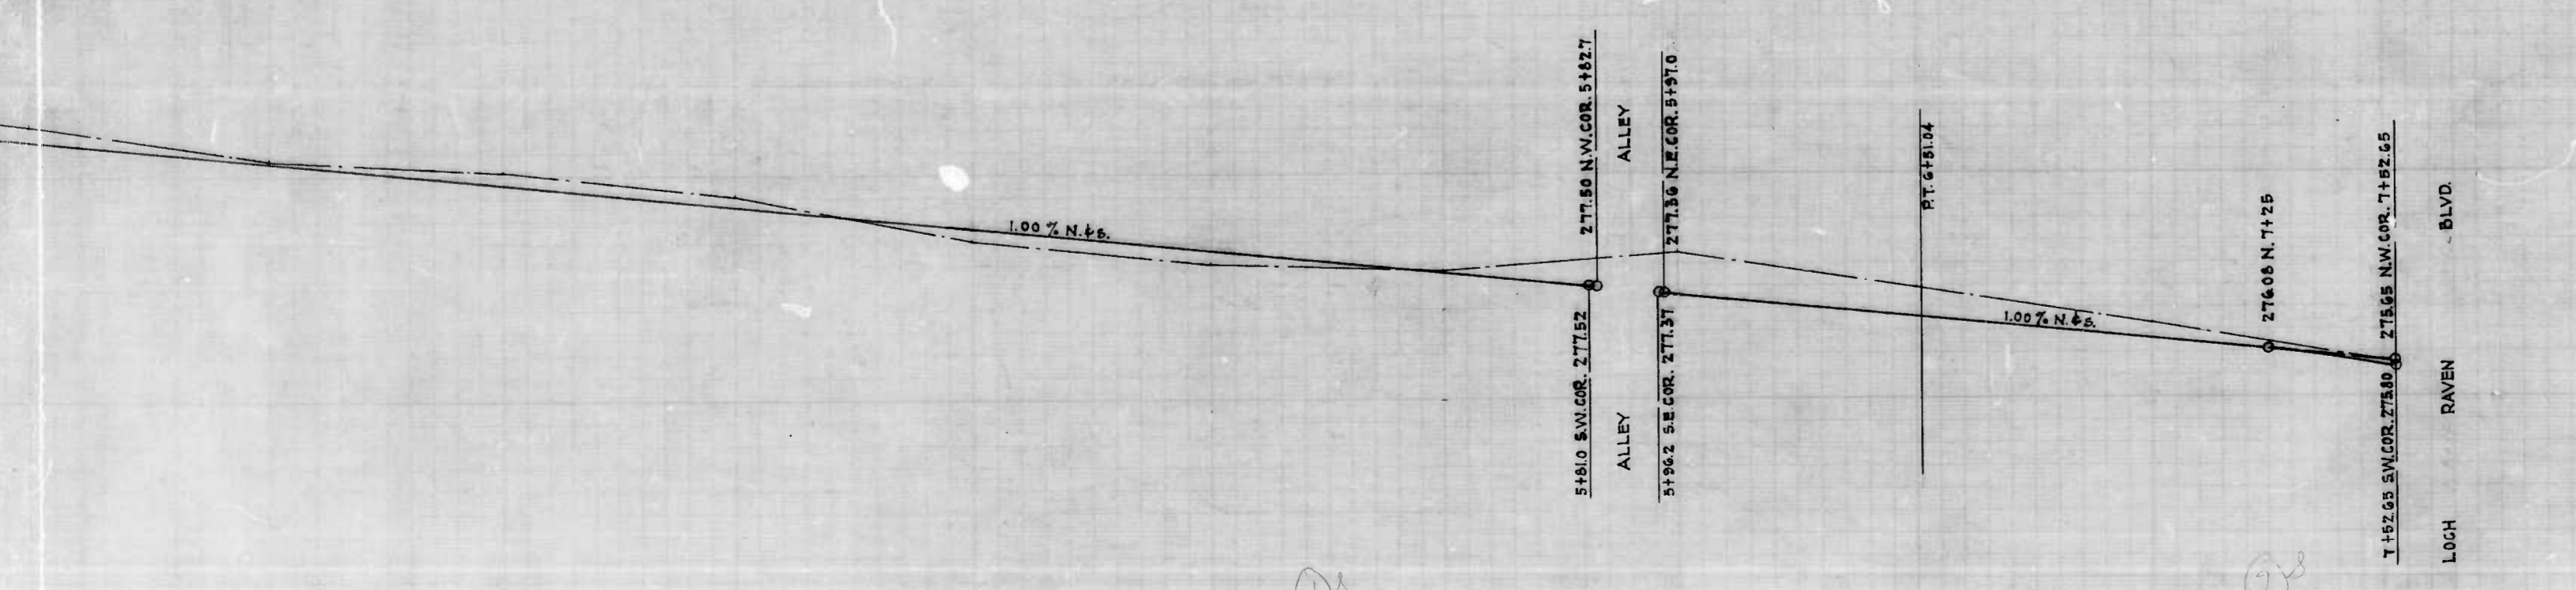 1.00 % N.&S.
277.50 N.W.COR. 5+82.7
5+81.0 S.W.COR. 277.52
ALLEY
ALLEY
277.36 N.E.COR. 5+97.0
5+96.2 S.E.COR. 277.37
P.T. 6+51.04
1.00 % N.&S.
276.08 N. 7+25
275.65 N.W.COR. 7+52.65
7+52.65 S.W.COR. 275.80
LOCH RAVEN BLVD.